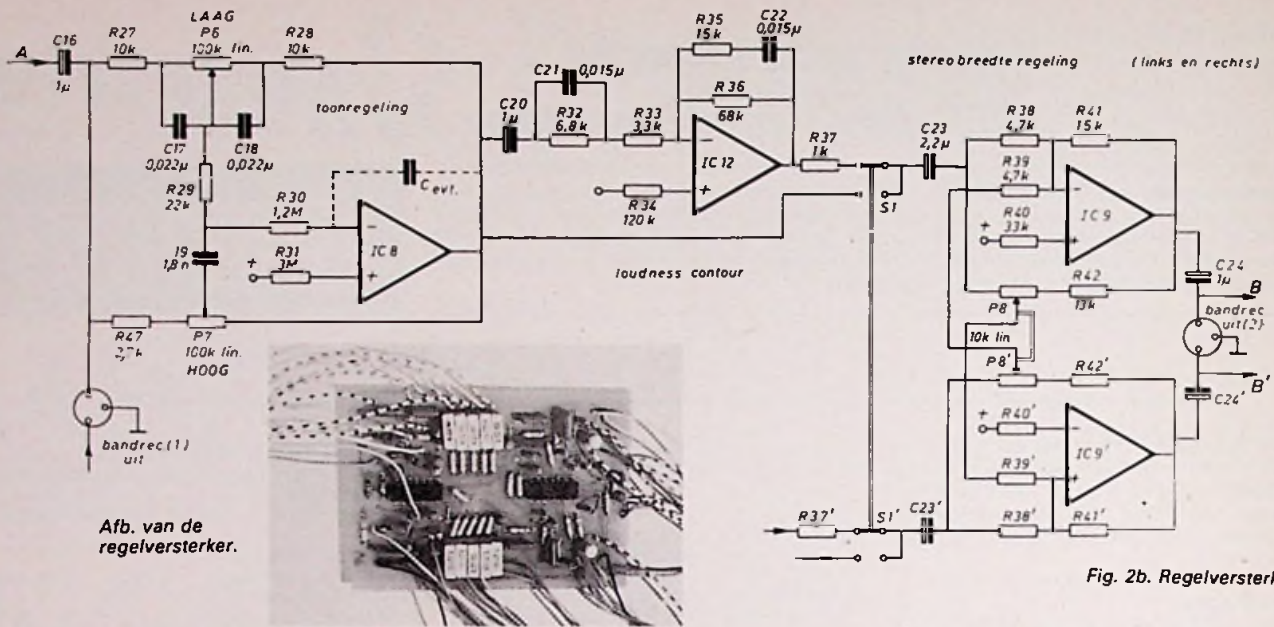 A
C16
1µ
R27
10k
LAAG
P6
100k lin.
R28
10k
toonregeling
C17
0,022µ
C18
0,022µ
R29
22k
19
1,8n
R30
1,2M
C evt.
R31
3M
+
−
+
IC 8
R47
P7
100k lin.
HOOG
bandrec.(1)
uit
Afb. van de
regelversterker.
C20
1µ
C21
0,015µ
R32
6,8k
R33
3,3k
R34
120k
R35
15k
C22
0,015µ
R36
68k
−
+
IC 12
R37
1k
S1
loudness contour
stereo breedte regeling
(links en rechts)
C23
2,2µ
R38
4,7k
R39
4,7k
R40
33k
+
R41
15k
−
+
IC 9
R42
13k
P8
10k lin
P8'
C24
1µ
B
bandrec
uit(2)
B'
C24'
R42'
+
R40'
R39'
−
+
IC 9'
R37'
S1'
C23'
R38'
R41'
Fig. 2b. Regelversterk